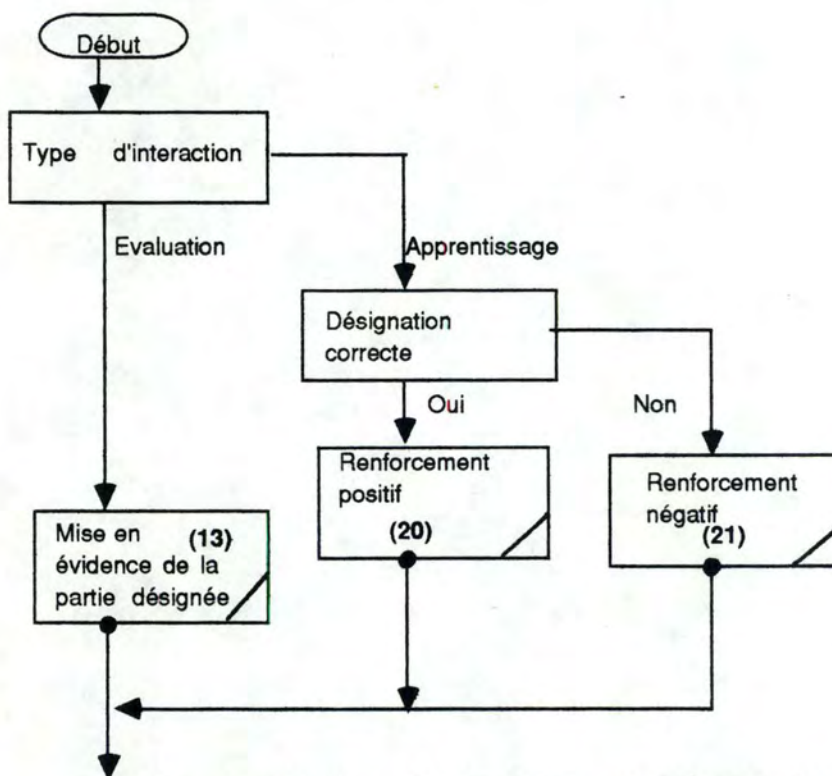 Début
Type d'interaction
Evaluation
Apprentissage
Désignation
correcte
Oui
Non
Renforcement
positif
(20)
Renforcement
négatif
(21)
Mise en (13)
évidence de la
partie désignée